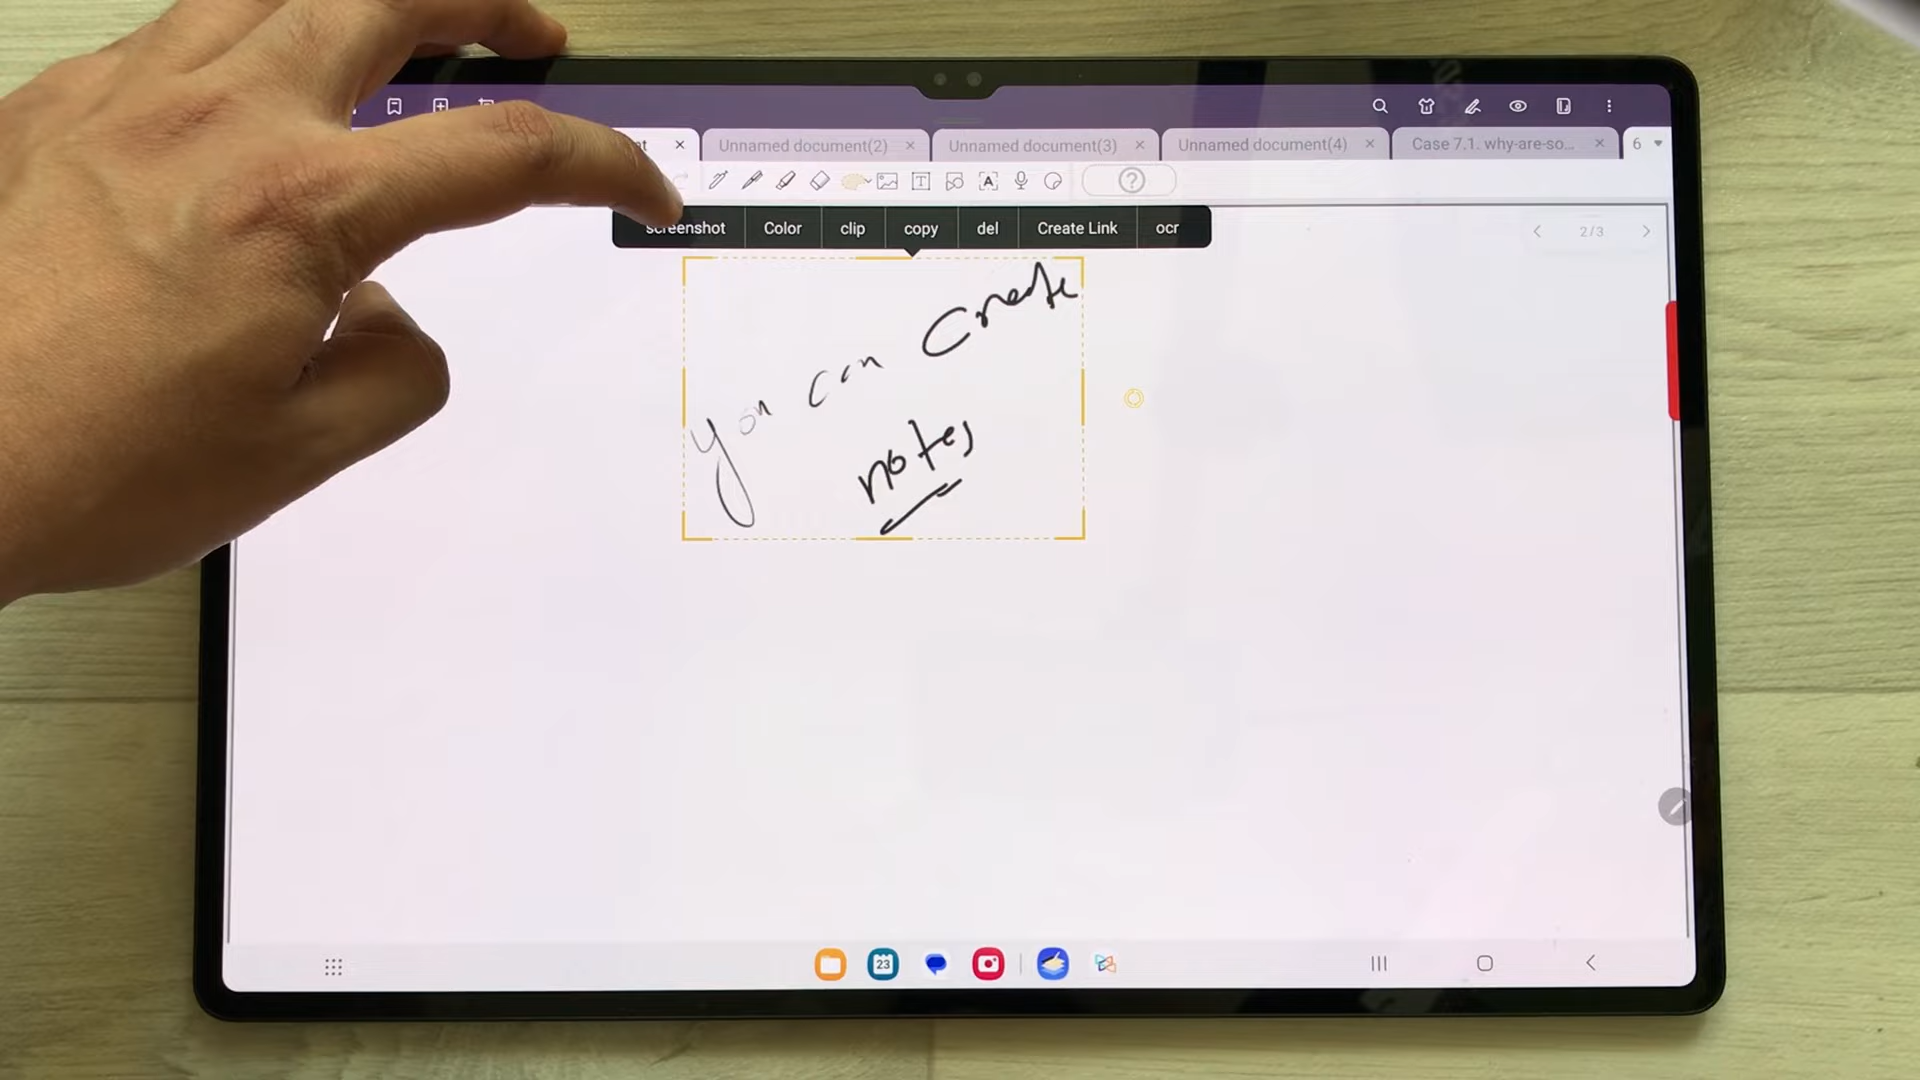 Unnamed document(2) Unnamed document(3) Unnamed document(4) Case 7.1. why-are-so... 6
screenshot Color clip copy del Create Link ocr
2/3
you can Create
notes
23